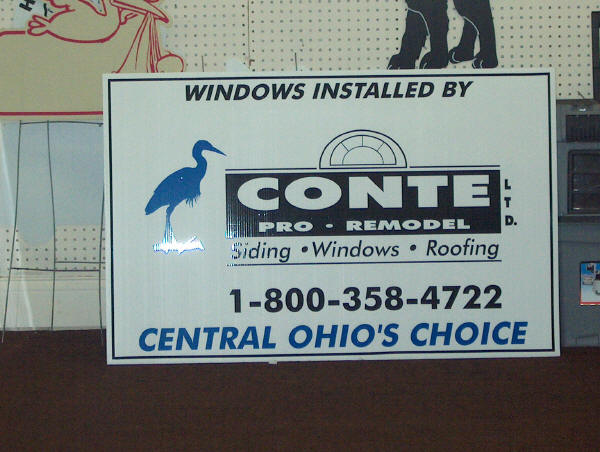 WINDOWS INSTALLED BY
CONTE LTD.
PRO · REMODEL
Siding • Windows • Roofing
1-800-358-4722
CENTRAL OHIO'S CHOICE